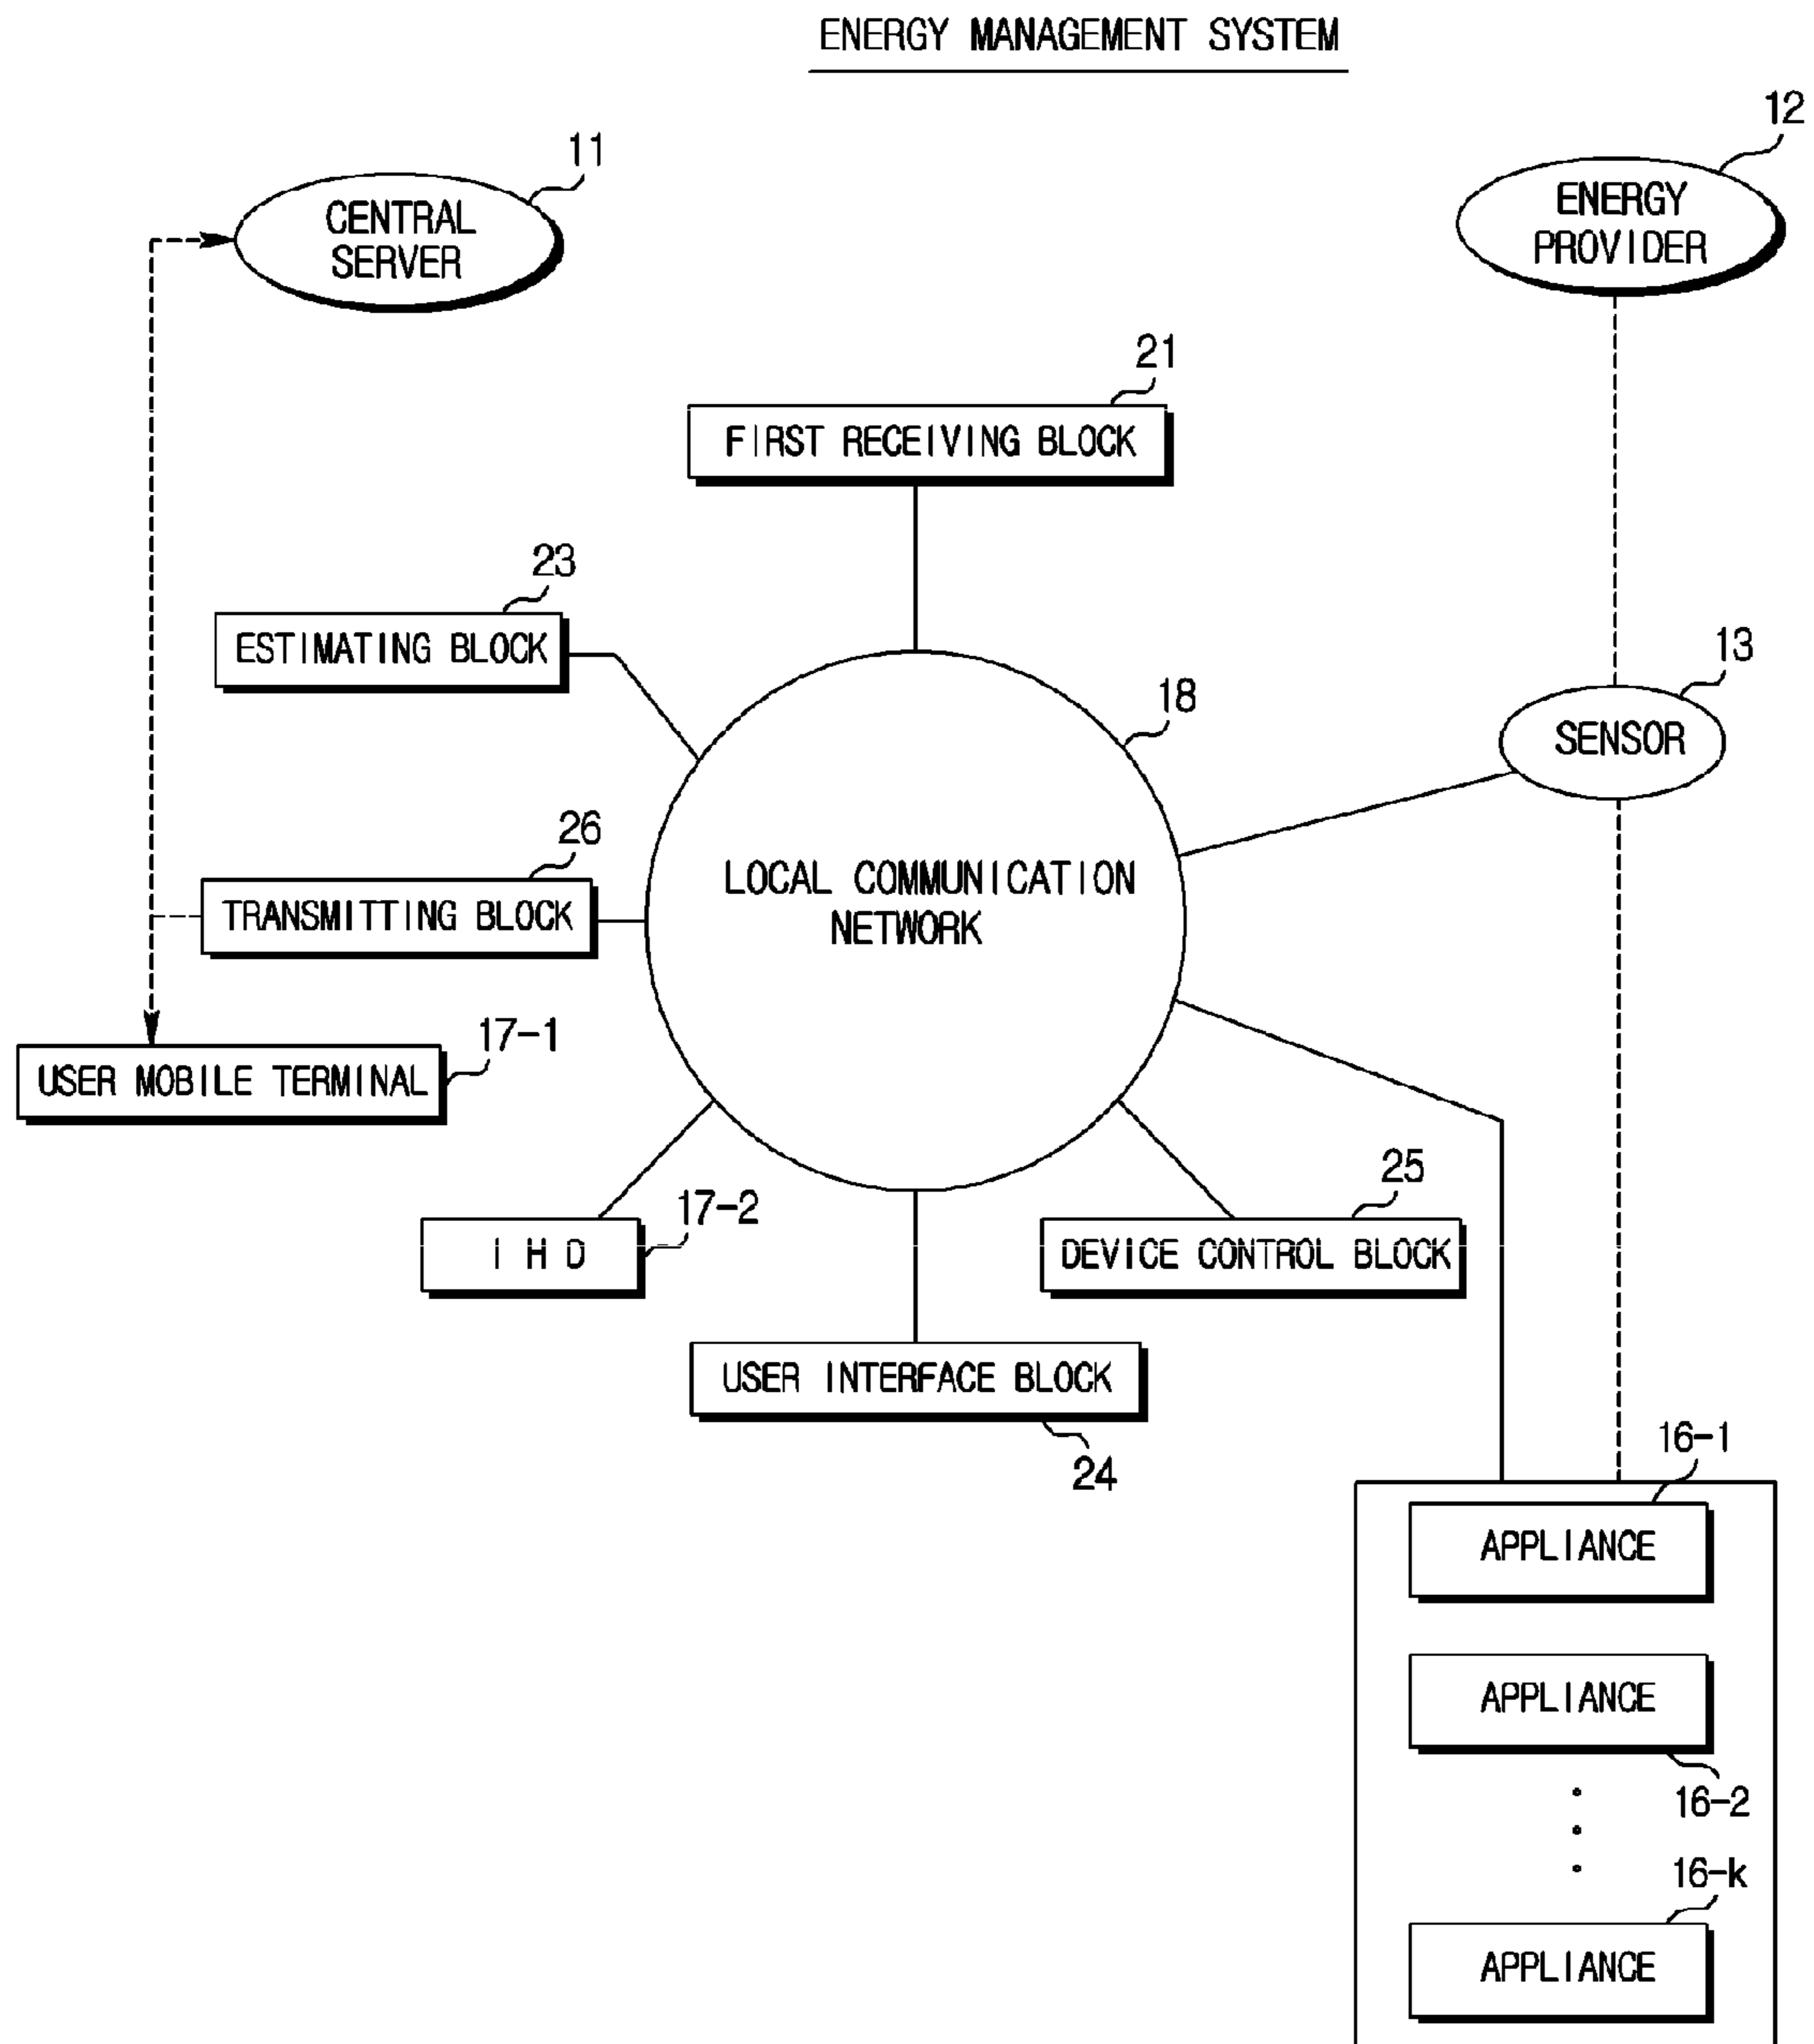 ENERGY MANAGEMENT SYSTEM
12
11
ENERGY
PROVIDER
CENTRAL
SERVER
21
FIRST RECEIVING BLOCK
23
ESTIMATING BLOCK
13
SENSOR
18
26
LOCAL COMMUNICATION
NETWORK
TRANSMITTING BLOCK
17-1
USER MOBILE TERMINAL
25
17-2
I H D
DEVICE CONTROL BLOCK
USER INTERFACE BLOCK
24
16-1
APPLIANCE
APPLIANCE
16-2
16-k
APPLIANCE